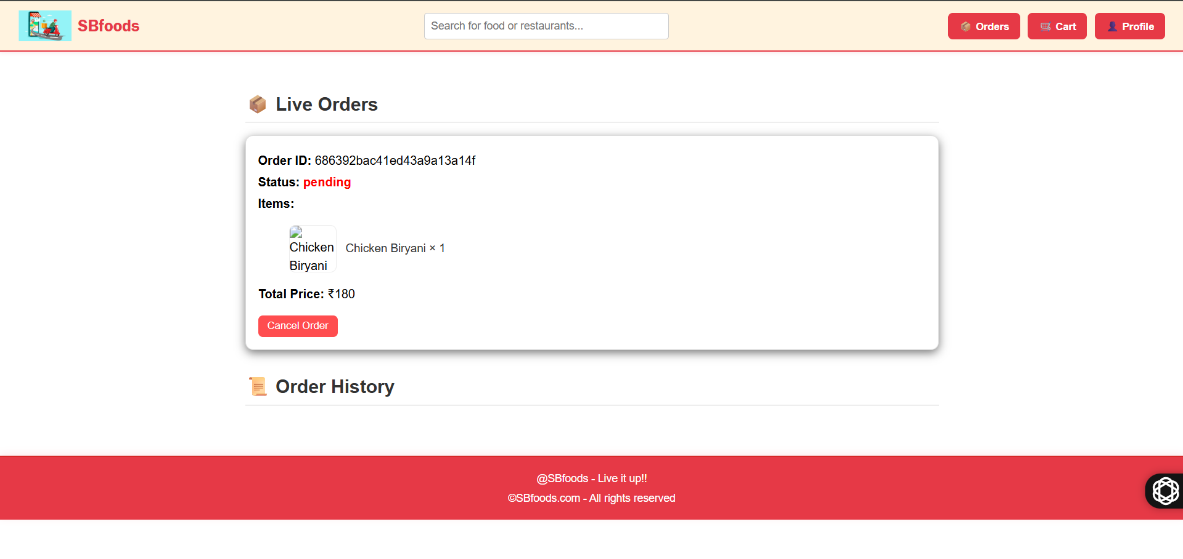 SBfoods
Search for food or restaurants...
📦 Orders
🛒 Cart
👤 Profile
📦 Live Orders
Order ID: 686392bac41ed43a9a13a14f
Status: pending
Items:
Chicken
Biryani
Chicken Biryani × 1
Total Price: ₹180
Cancel Order
📜 Order History
@SBfoods - Live it up!!
©SBfoods.com - All rights reserved